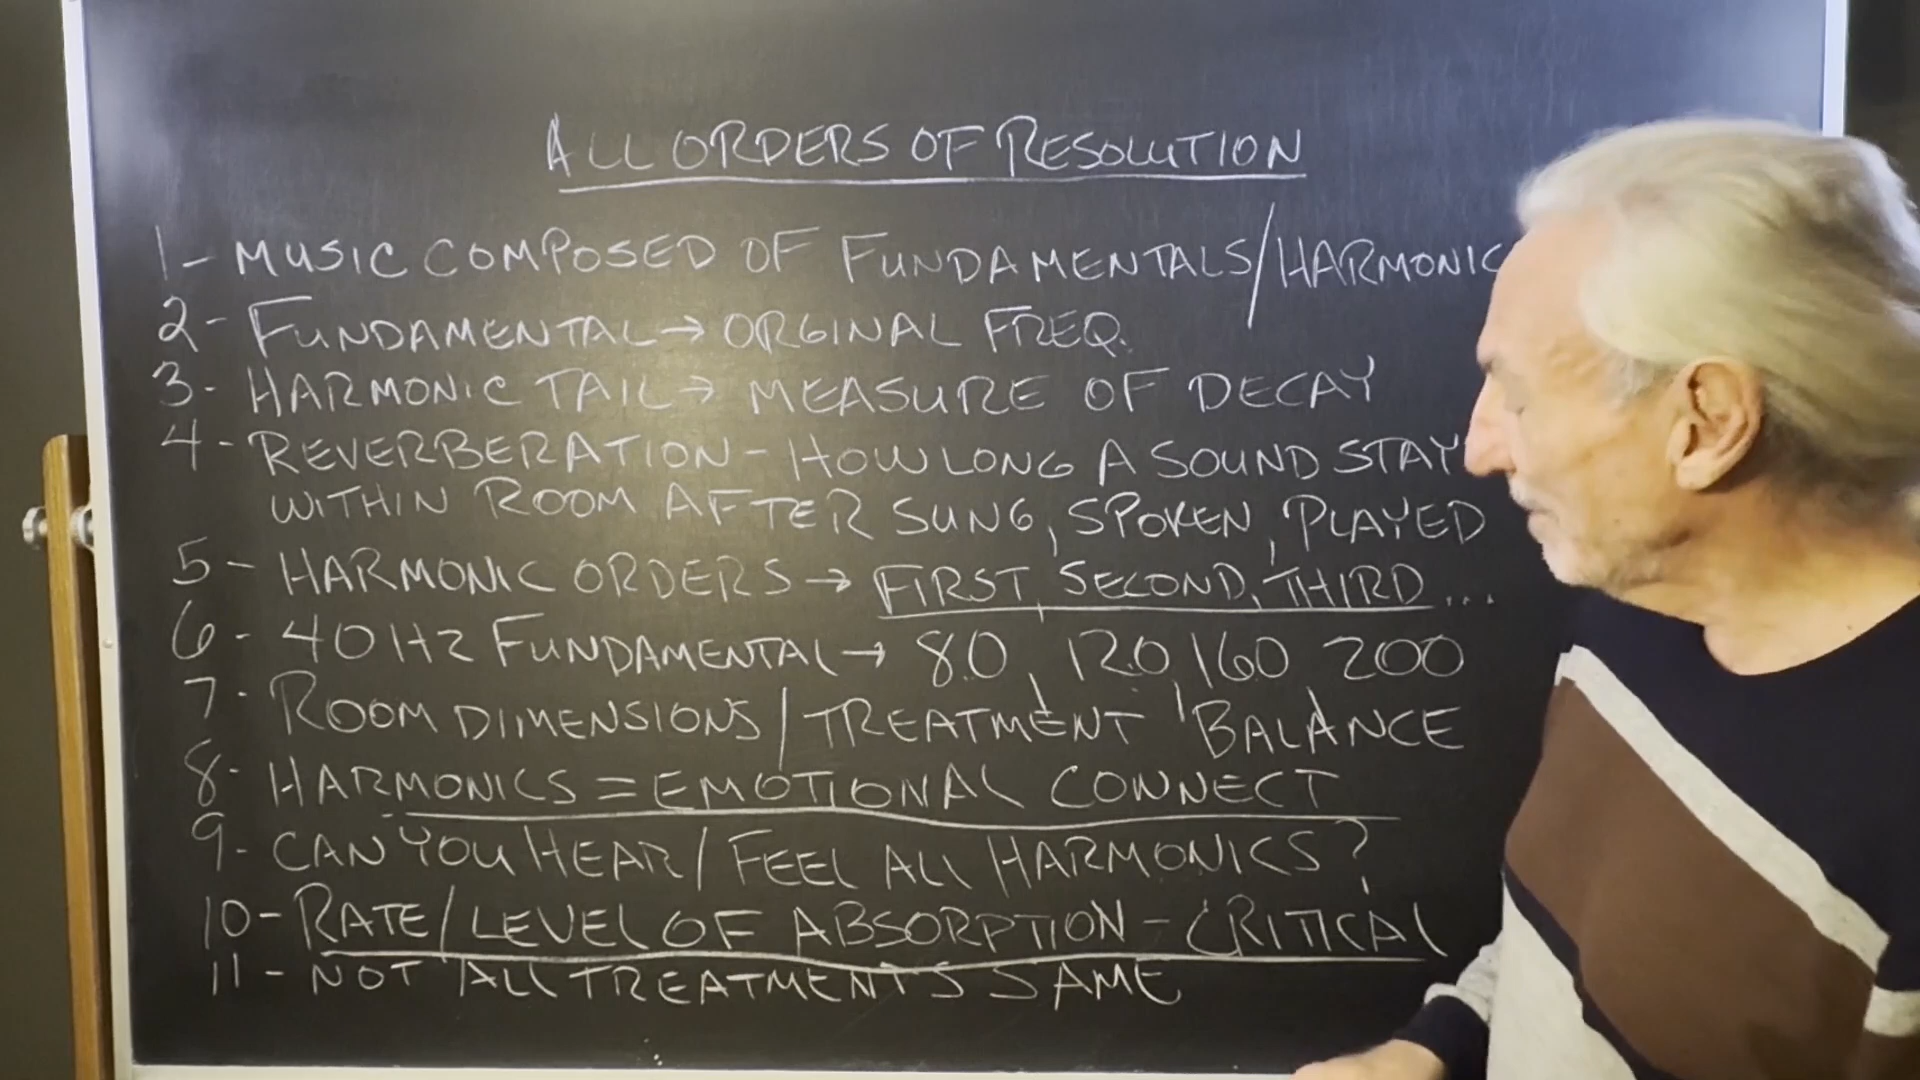 ALL ORDERS OF RESOLUTION
1- MUSIC COMPOSED OF FUNDAMENTALS/HARMONIC
2- FUNDAMENTAL → ORGINAL FREQ.
3- HARMONIC TAIL → MEASURE OF DECAY
4- REVERBERATION - HOW LONG A SOUND STAY
WITHIN ROOM AFTER SUNG, SPOKEN, PLAYED
5- HARMONIC ORDERS → FIRST, SECOND, THIRD...
6- 40 HZ FUNDAMENTAL → 80, 120, 160, 200
7- ROOM DIMENSIONS/TREATMENT BALANCE
8- HARMONICS = EMOTIONAL CONNECT
9- CAN YOU HEAR/FEEL ALL HARMONICS?
10- RATE/LEVEL OF ABSORPTION - CRITICAL
11- NOT ALL TREATMENTS SAME